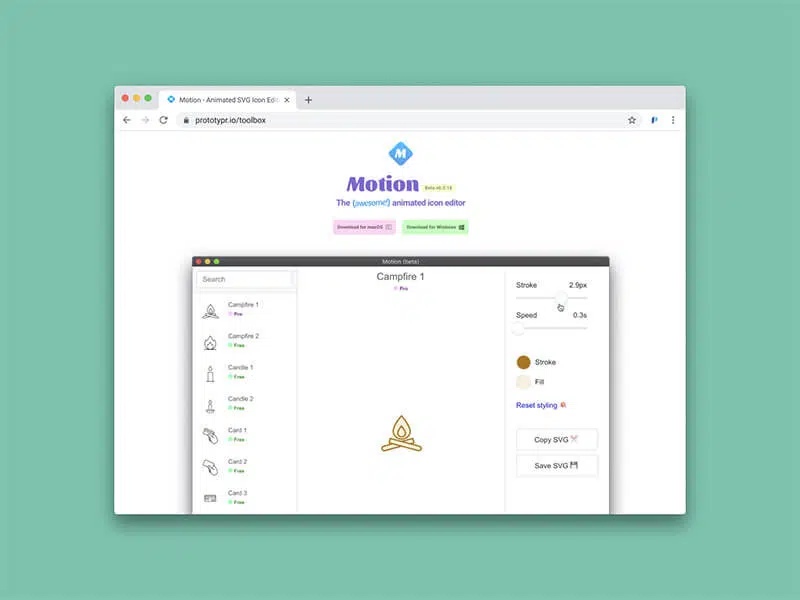 Motion - Animated SVG Icon Edi
prototypr.io/toolbox
M
Motion Beta v0.0.16
The (awesome!) animated icon editor
Download for macOS Download for Windows
Motion (beta)
Search
Campfire 1
Pro
Campfire 2
Free
Candle 1
Free
Candle 2
Free
Card 1
Free
Card 2
Free
Card 3
Free
Campfire 1
Pro
Stroke 2.9px
Speed 0.3s
Stroke
Fill
Reset styling
Copy SVG
Save SVG